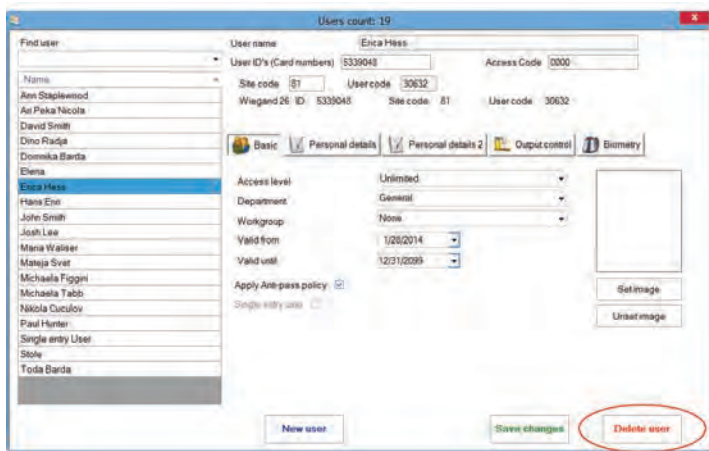 Users count: 19
Find user
Name
Ann Staplewood
Ari Peka Nicola
David Smith
Dino Radja
Domnika Barda
Elena
Erica Hess
Hans Enn
John Smith
Josh Lee
Maria Waliser
Mateja Svet
Michaela Figgini
Michaela Tabb
Nikola Cuculov
Paul Hunter
Single entry User
Stole
Toda Barda
User name Erica Hess
User ID's (Card numbers) 5339048 Access Code 0000
Site code 81 User code 30632
Wiegand 26 ID 5339048 Site code 81 User code 30632
Basic Personal details Personal details 2 Output control Biometry
Access level Unlimited
Department General
Workgroup None
Valid from 1/28/2014
Valid until 12/31/2099
Apply Anti-pass policy
Single entry user
Set image
Unset image
New user Save changes Delete user